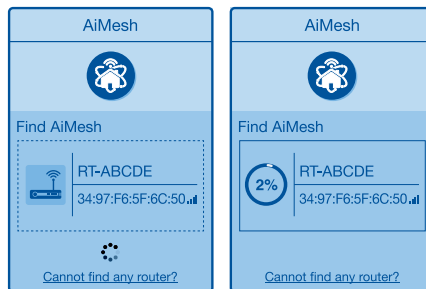 AiMesh
Find AiMesh
RT-ABCDE
34:97:F6:5F:6C:50
Cannot find any router?
AiMesh
Find AiMesh
2%
RT-ABCDE
34:97:F6:5F:6C:50
Cannot find any router?